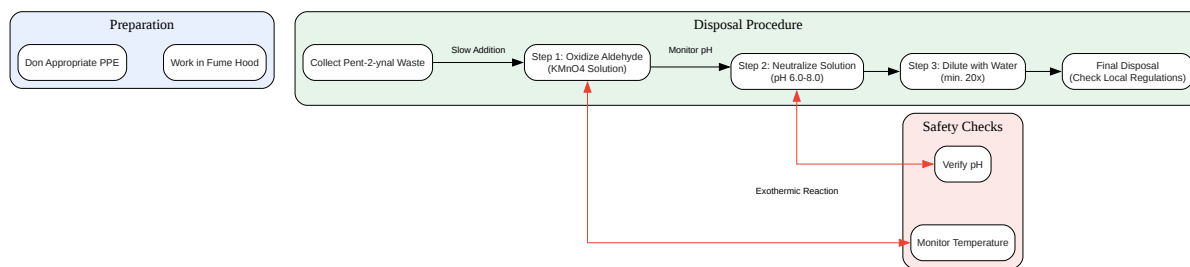 Preparation
Don Appropriate PPE
Work in Fume Hood
Disposal Procedure
Collect Pent-2-ynal Waste
Slow Addition
Step 1: Oxidize Aldehyde
(KMnO4 Solution)
Monitor pH
Step 2: Neutralize Solution
(pH 6.0-8.0)
Step 3: Dilute with Water
(min. 20x)
Final Disposal
(Check Local Regulations)
Safety Checks
Verify pH
Exothermic Reaction
Monitor Temperature